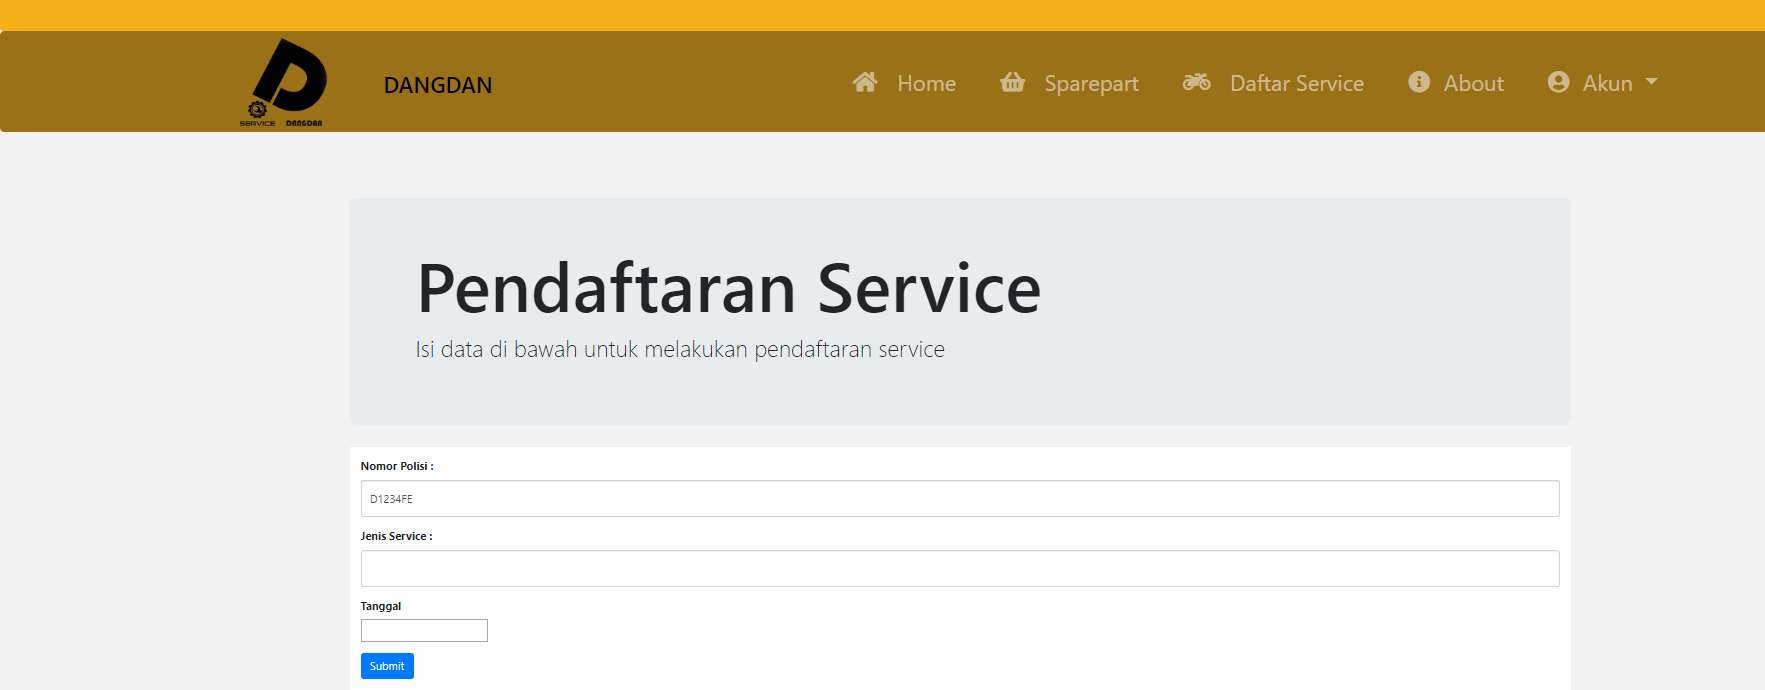 SERVICE DANGDAN
DANGDAN
Home
Sparepart
Daftar Service
About
Akun
Pendaftaran Service
Isi data di bawah untuk melakukan pendaftaran service
Nomor Polisi :
D1234FE
Jenis Service :
Tanggal
Submit